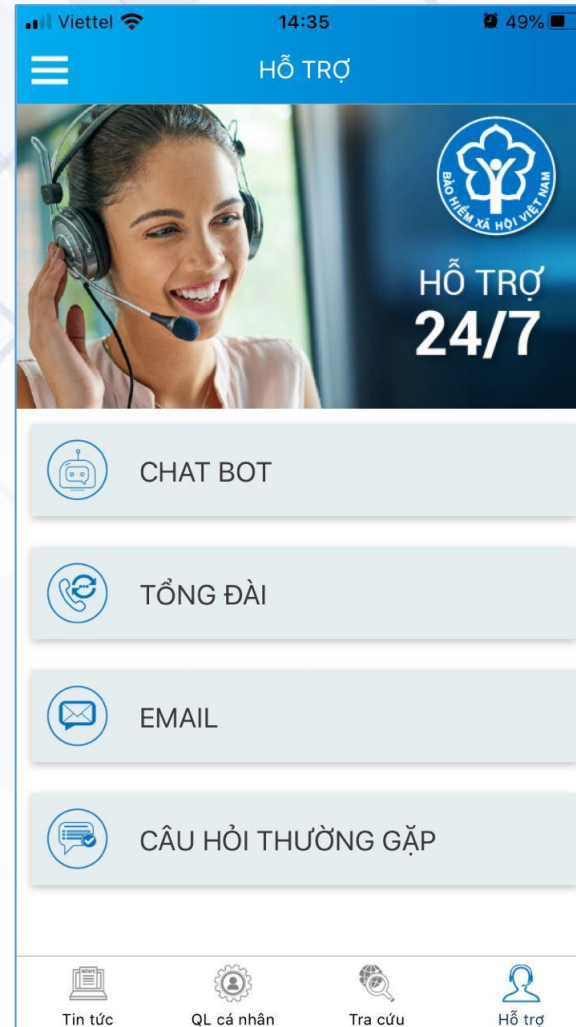 Viettel 14:35 49%
HỖ TRỢ
BẢO HIỂM XÃ HỘI VIỆT NAM
HỖ TRỢ
24/7
CHAT BOT
TỔNG ĐÀI
EMAIL
CÂU HỎI THƯỜNG GẶP
NEWS
Tin tức QL cá nhân Tra cứu Hỗ trợ